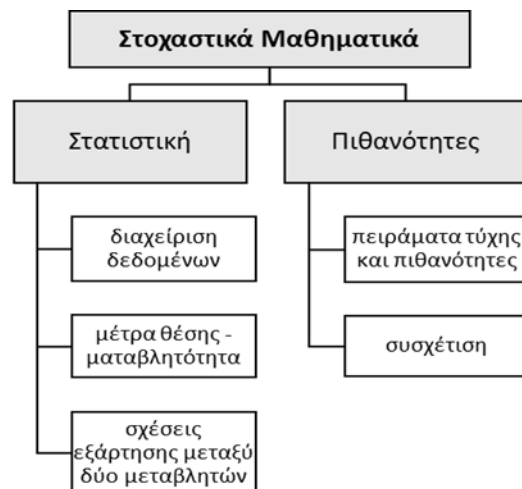 Στοχαστικά Μαθηματικά
Στατιστική
διαχείριση
δεδομένων
μέτρα θέσης -
ματαβλητότητα
σχέσεις
εξάρτησης μεταξύ
δύο μεταβλητών
Πιθανότητες
πειράματα τύχης
και πιθανότητες
συσχέτιση